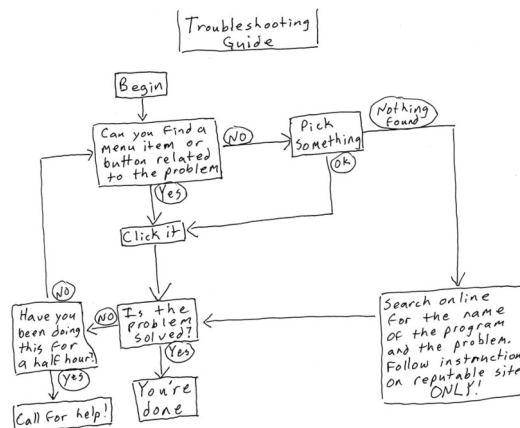 Troubleshooting
Guide
Begin
Can you find a
menu item or
button related
to the problem
NO
Pick
Something
Nothing
found
OK
Yes
Click it
NO
Have you
been doing
this for
a half hour?
NO
Is the
problem
solved?
Search online
for the name
of the program
and the problem.
Follow instruction
on reputable site
ONLY!
Yes
Yes
Call for help!
You're
done